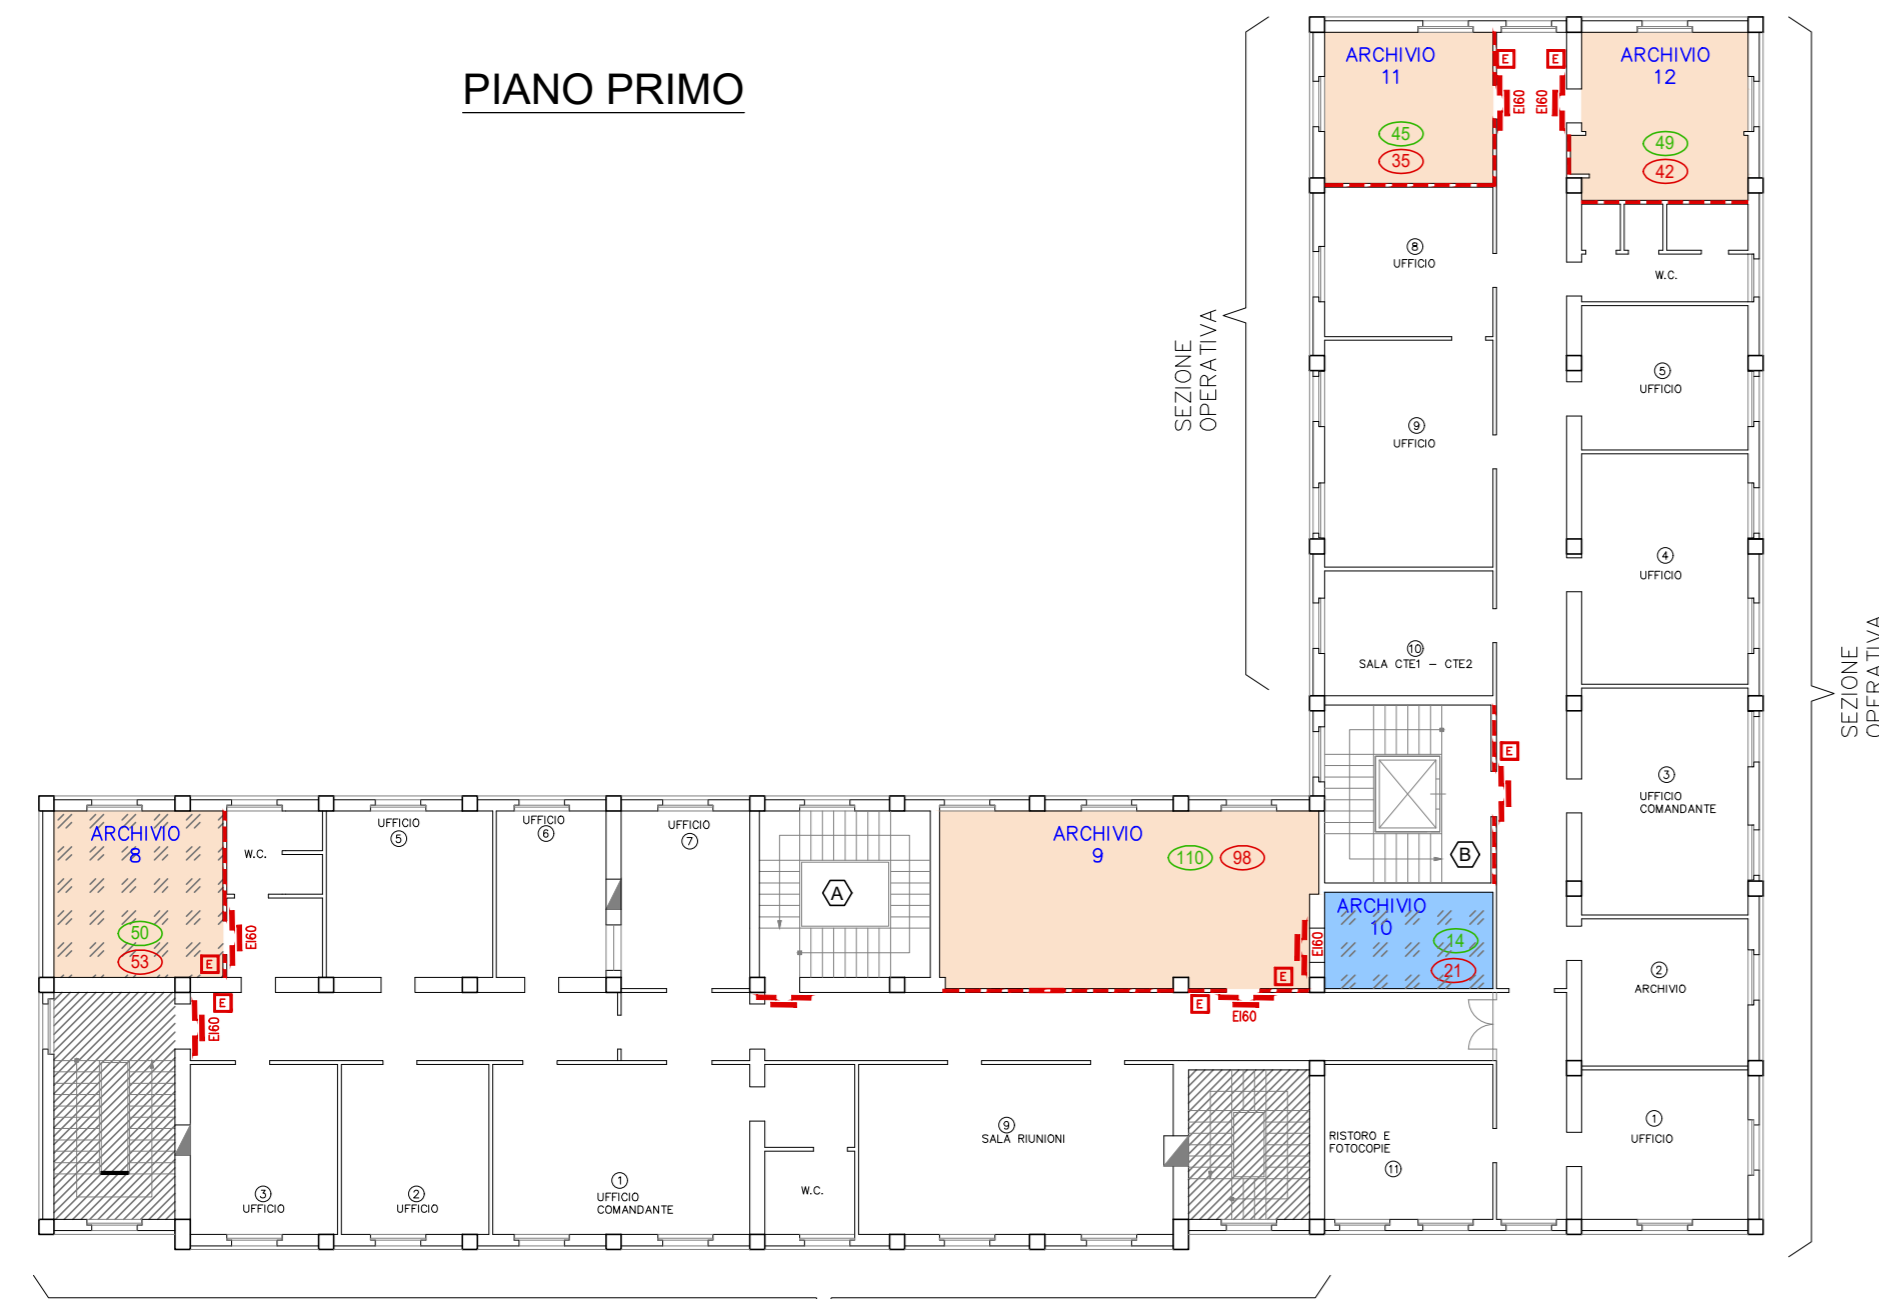 PIANO PRIMO
ARCHIVIO
11
45
35
E
E
EI60
EI60
ARCHIVIO
12
49
42
8
UFFICIO
W.C.
SEZIONE
OPERATIVA
5
UFFICIO
9
UFFICIO
4
UFFICIO
10
SALA CTE1 - CTE2
SEZIONE
OPERATIVA
E
3
UFFICIO
COMANDANTE
B
ARCHIVIO
8
50
53
W.C.
EI60
E
UFFICIO
5
UFFICIO
6
UFFICIO
7
A
ARCHIVIO
9
110
98
EI60
E
ARCHIVIO
10
14
21
2
ARCHIVIO
E
EI60
E
EI60
3
UFFICIO
2
UFFICIO
1
UFFICIO
COMANDANTE
W.C.
9
SALA RIUNIONI
RISTORO E
FOTOCOPIE
11
1
UFFICIO